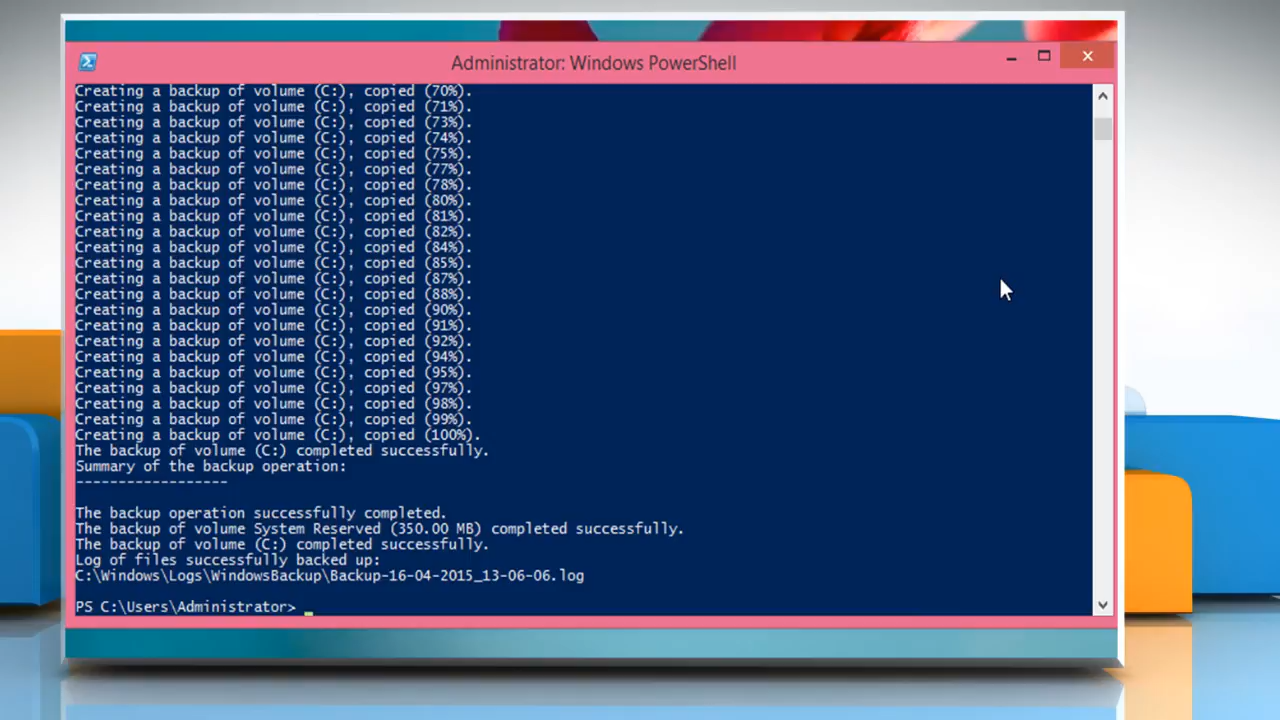 Administrator: Windows PowerShell
Creating a backup of volume (C:), copied (70%).
Creating a backup of volume (C:), copied (71%).
Creating a backup of volume (C:), copied (73%).
Creating a backup of volume (C:), copied (74%).
Creating a backup of volume (C:), copied (75%).
Creating a backup of volume (C:), copied (77%).
Creating a backup of volume (C:), copied (78%).
Creating a backup of volume (C:), copied (80%).
Creating a backup of volume (C:), copied (81%).
Creating a backup of volume (C:), copied (82%).
Creating a backup of volume (C:), copied (84%).
Creating a backup of volume (C:), copied (85%).
Creating a backup of volume (C:), copied (87%).
Creating a backup of volume (C:), copied (88%).
Creating a backup of volume (C:), copied (90%).
Creating a backup of volume (C:), copied (91%).
Creating a backup of volume (C:), copied (92%).
Creating a backup of volume (C:), copied (94%).
Creating a backup of volume (C:), copied (95%).
Creating a backup of volume (C:), copied (97%).
Creating a backup of volume (C:), copied (98%).
Creating a backup of volume (C:), copied (99%).
Creating a backup of volume (C:), copied (100%).
The backup of volume (C:) completed successfully.
Summary of the backup operation:
------------------
The backup operation successfully completed.
The backup of volume System Reserved (350.00 MB) completed successfully.
The backup of volume (C:) completed successfully.
Log of files successfully backed up:
C:\Windows\Logs\WindowsBackup\Backup-16-04-2015_13-06-06.log
PS C:\Users\Administrator> _